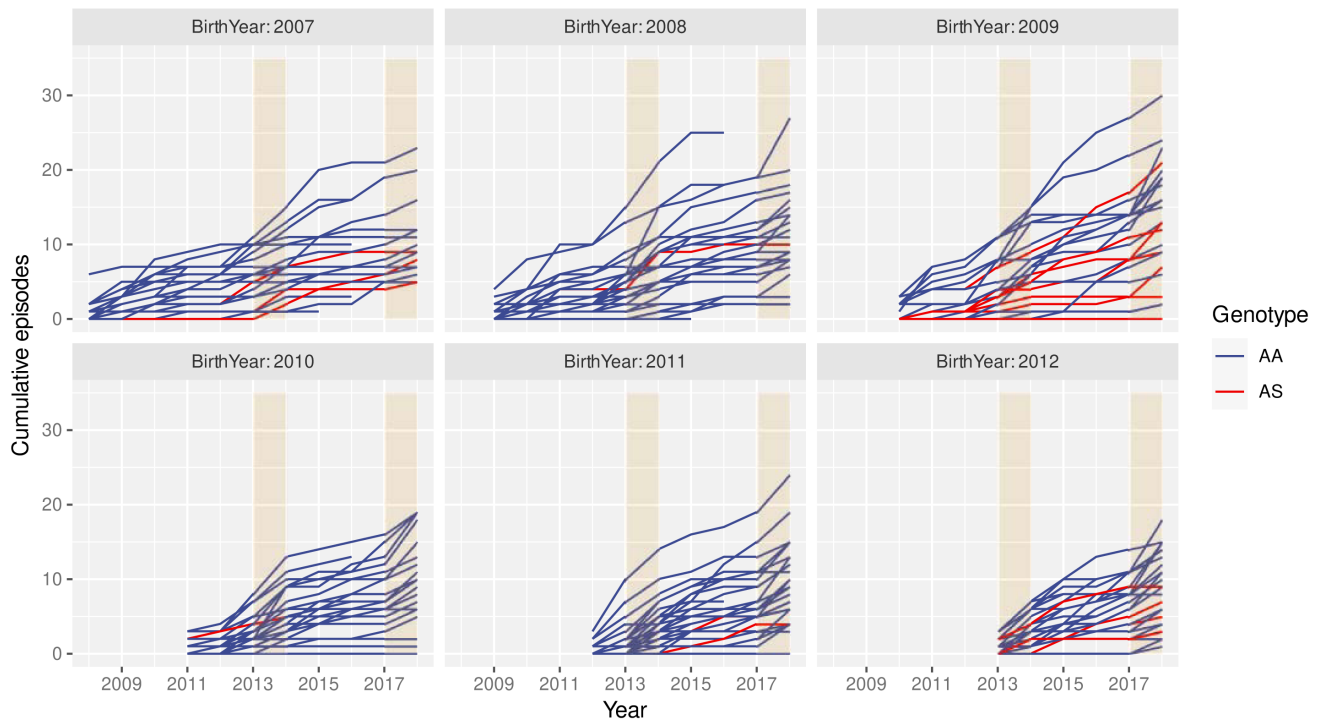 BirthYear: 2007
BirthYear: 2008
BirthYear: 2009
30
20
10
0
BirthYear: 2010
BirthYear: 2011
BirthYear: 2012
30
20
10
0
2009 2011 2013 2015 2017
2009 2011 2013 2015 2017
2009 2011 2013 2015 2017
Year
Cumulative episodes
Genotype
AA
AS